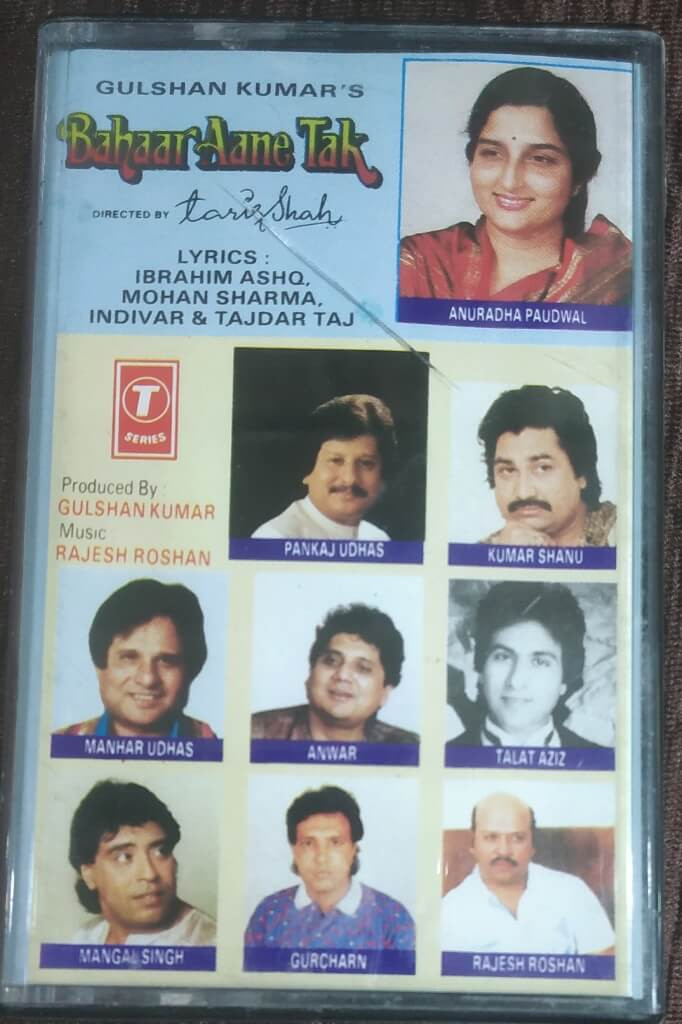 GULSHAN KUMAR'S
Bahaar Aane Tak
DIRECTED BY tariq Shah
LYRICS :
IBRAHIM ASHQ,
MOHAN SHARMA,
INDIVAR & TAJDAR TAJ
ANURADHA PAUDWAL
T
SERIES
Produced By :
GULSHAN KUMAR
Music
RAJESH ROSHAN
PANKAJ UDHAS
KUMAR SHANU
MANHAR UDHAS
ANWAR
TALAT AZIZ
MANGAL SINGH
GURCHARN
RAJESH ROSHAN